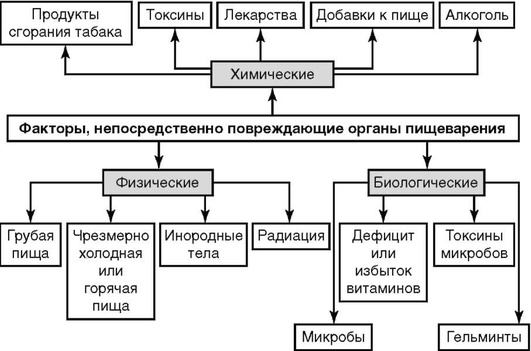 Продукты
сгорания табака
Токсины
Лекарства
Добавки к пище
Алкоголь
Химические
Факторы, непосредственно повреждающие органы пищеварения
Физические
Биологические
Грубая
пища
Чрезмерно
холодная
или
горячая
пища
Инородные
тела
Радиация
Дефицит
или
избыток
витаминов
Токсины
микробов
Микробы
Гельминты